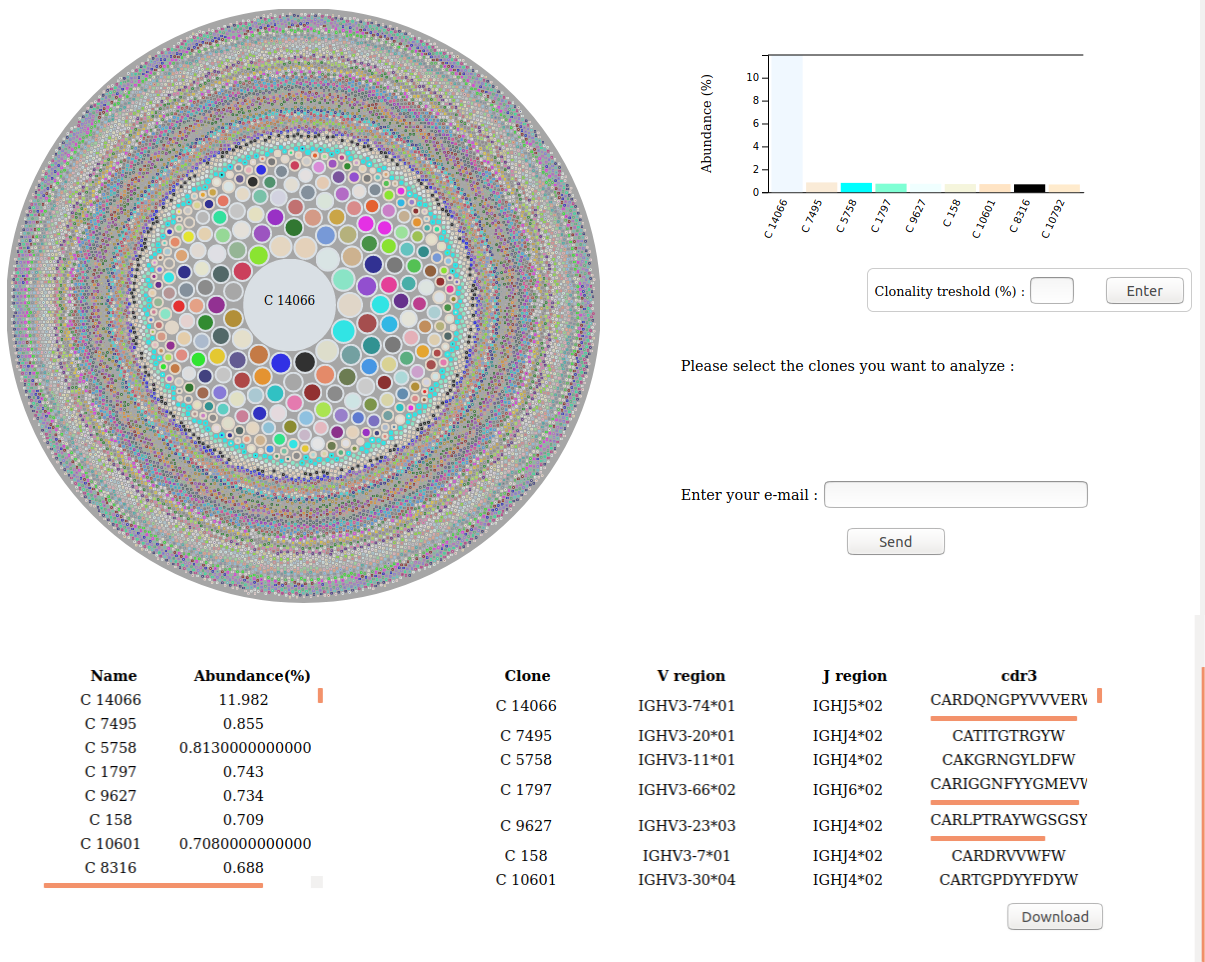 C 14066
Abundance (%)
10
8
6
4
2
0
C 14066
C 7495
C 5758
C 1797
C 9627
C 158
C 10601
C 8316
C 10792
Clonality treshold (%) :
Enter
Please select the clones you want to analyze :
Enter your e-mail :
Send
Name Abundance(%)
C 14066 11.982
C 7495 0.855
C 5758 0.8130000000000
C 1797 0.743
C 9627 0.734
C 158 0.709
C 10601 0.7080000000000
C 8316 0.688
Clone V region J region cdr3
C 14066 IGHV3-74*01 IGHJ5*02 CARDQNGPYVVVERV
C 7495 IGHV3-20*01 IGHJ4*02 CATITGTRGYW
C 5758 IGHV3-11*01 IGHJ4*02 CAKGRNGYLDFW
C 1797 IGHV3-66*02 IGHJ6*02 CARIGGNFYYGMEVV
C 9627 IGHV3-23*03 IGHJ4*02 CARLPTRAYWGSGSY
C 158 IGHV3-7*01 IGHJ4*02 CARDRVVWFW
C 10601 IGHV3-30*04 IGHJ4*02 CARTGPDYYFDYW
Download